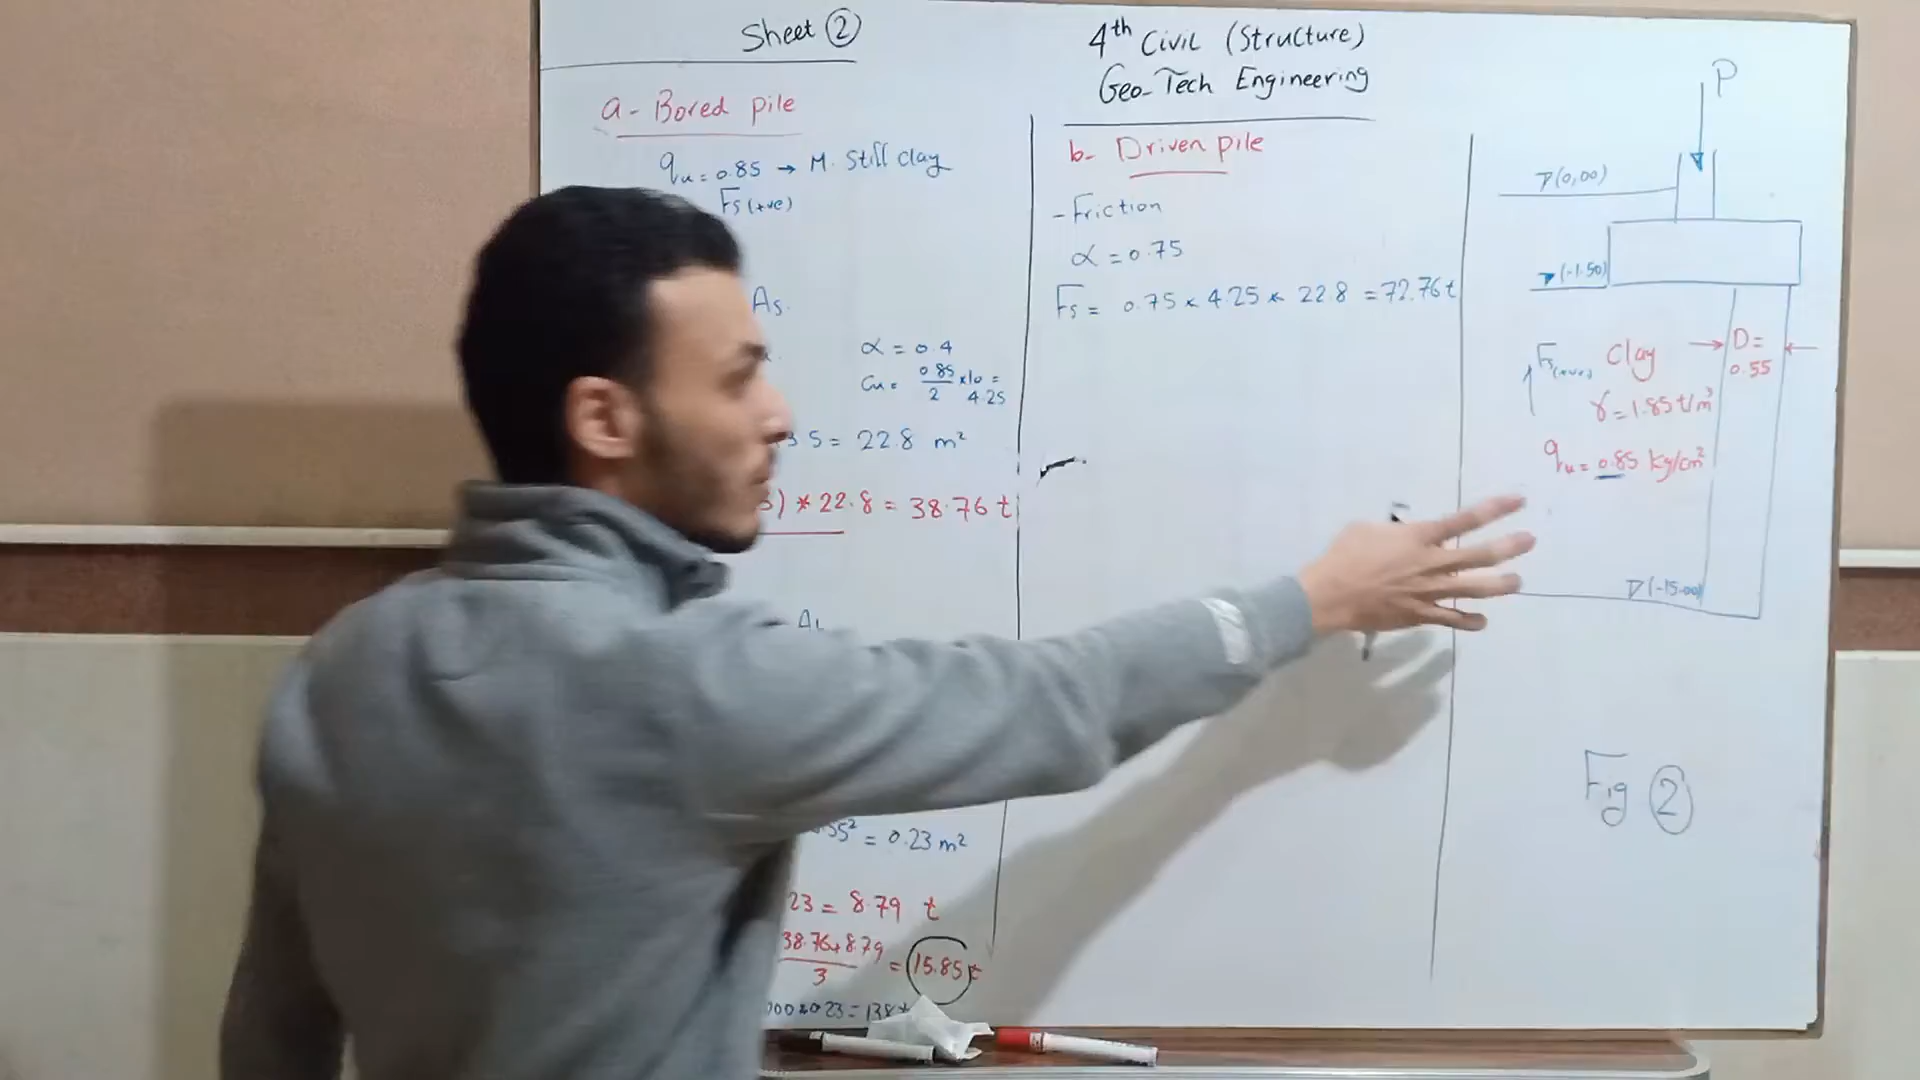 Sheet ②
a- Bored pile
qu = 0.85 → M. Stiff clay
Fs (+ve)
As.
α = 0.4
Cu = 0.85/2 x10 = 4.25
35 = 22.8 m²
) * 22.8 = 38.76 t
0.55² = 0.23 m²
23 = 8.79 t
38.76+8.79/3 = 15.85 t
000*0.23 = 138 t
4th Civil (Structure)
Geo-Tech Engineering
b- Driven pile
-Friction
α = 0.75
Fs = 0.75 * 4.25 * 22.8 = 72.76 t
P
▽(0,00)
▽(-1.50)
Fs(+ve) Clay
D = 0.55
γ = 1.85 t/m³
qu = 0.85 kg/cm²
▽(-15.00)
Fig ②